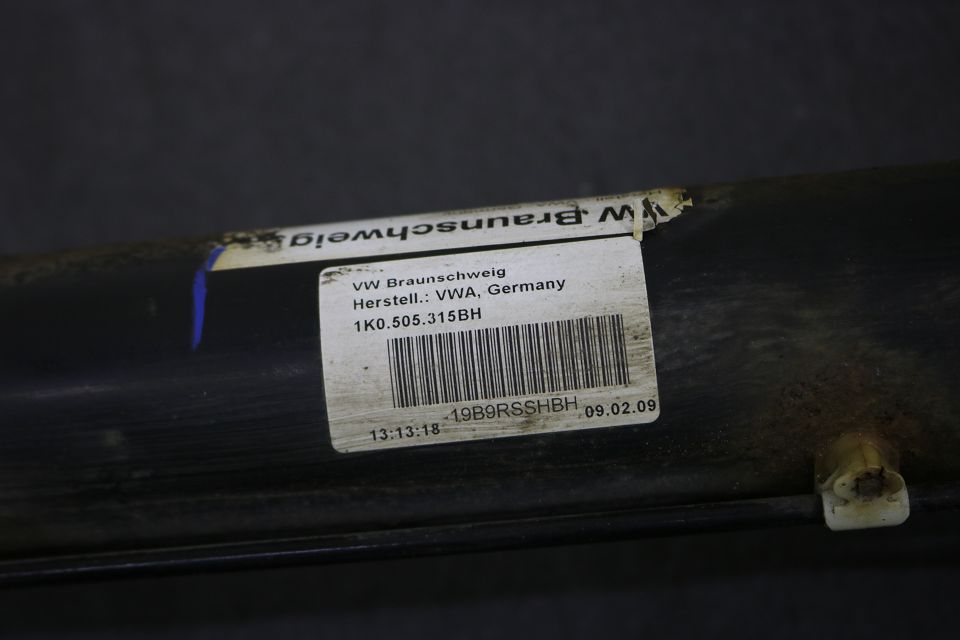 VW Braunschweig
VW Braunschweig
Herstell.: VWA, Germany
1K0.505.315BH
19B9RSSHBH
13:13:18 09.02.09